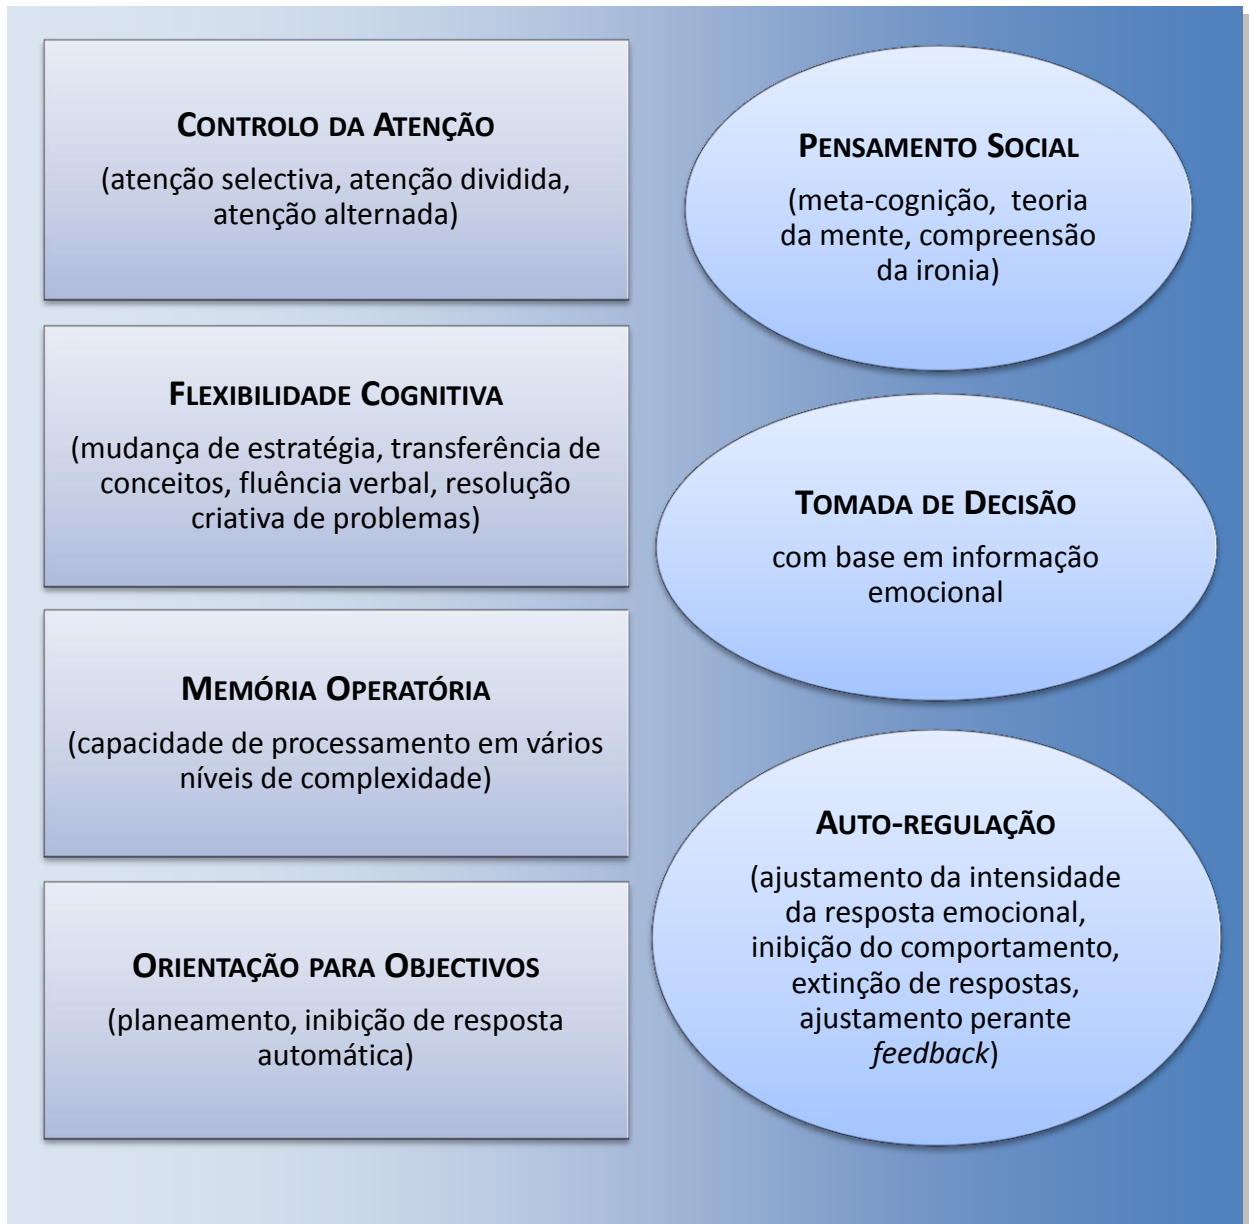 CONTROLO DA ATENÇÃO
(atenção selectiva, atenção dividida,
atenção alternada)
FLEXIBILIDADE COGNITIVA
(mudança de estratégia, transferência de
conceitos, fluência verbal, resolução
criativa de problemas)
MEMÓRIA OPERATÓRIA
(capacidade de processamento em vários
níveis de complexidade)
ORIENTAÇÃO PARA OBJECTIVOS
(planeamento, inibição de resposta
automática)
PENSAMENTO SOCIAL
(meta-cognição, teoria
da mente, compreensão
da ironia)
TOMADA DE DECISÃO
com base em informação
emocional
AUTO-REGULAÇÃO
(ajustamento da intensidade
da resposta emocional,
inibição do comportamento,
extinção de respostas,
ajustamento perante
feedback)